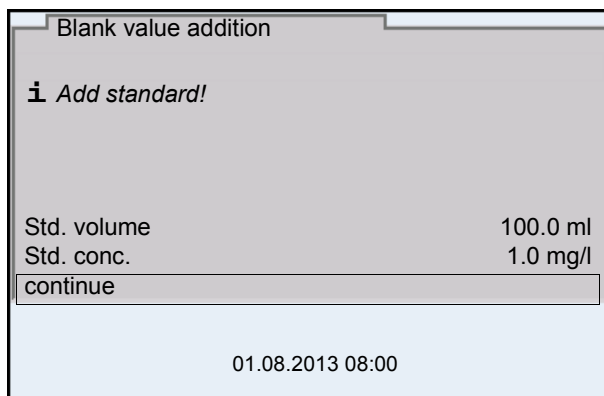 Blank value addition
i Add standard!
Std. volume 100.0 ml
Std. conc. 1.0 mg/l
continue
01.08.2013 08:00